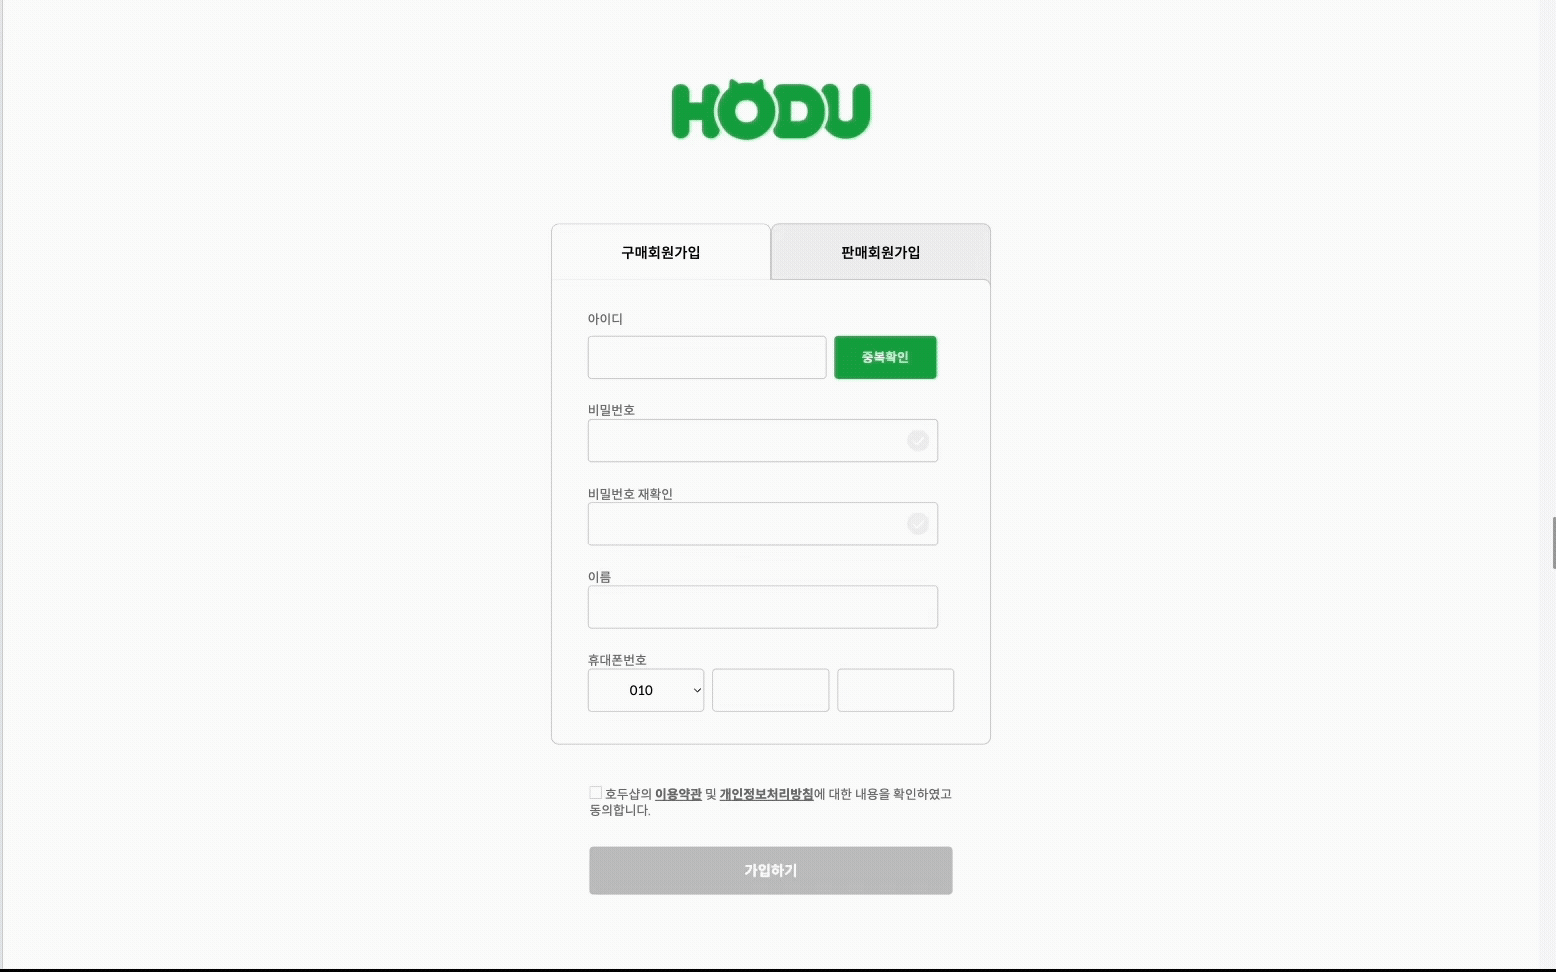 HODU
구매회원가입 판매회원가입
아이디
중복확인
비밀번호
비밀번호 재확인
이름
휴대폰번호
010
호두샵의 이용약관 및 개인정보처리방침에 대한 내용을 확인하였고
동의합니다.
가입하기